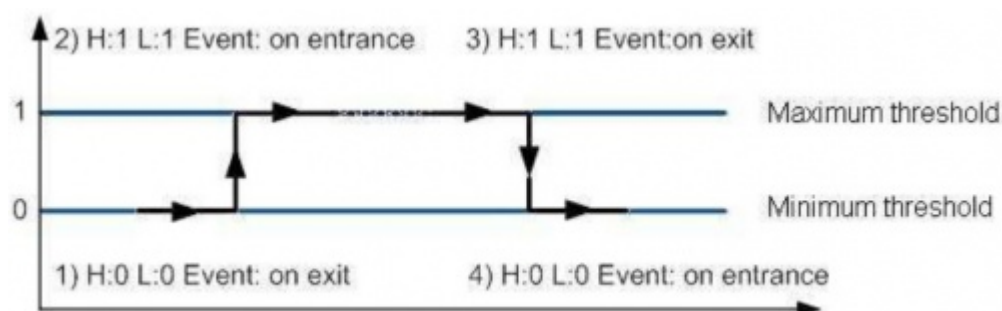 2) H:1 L:1 Event: on entrance
3) H:1 L:1 Event:on exit
1
Maximum threshold
0
Minimum threshold
1) H:0 L:0 Event: on exit
4) H:0 L:0 Event: on entrance